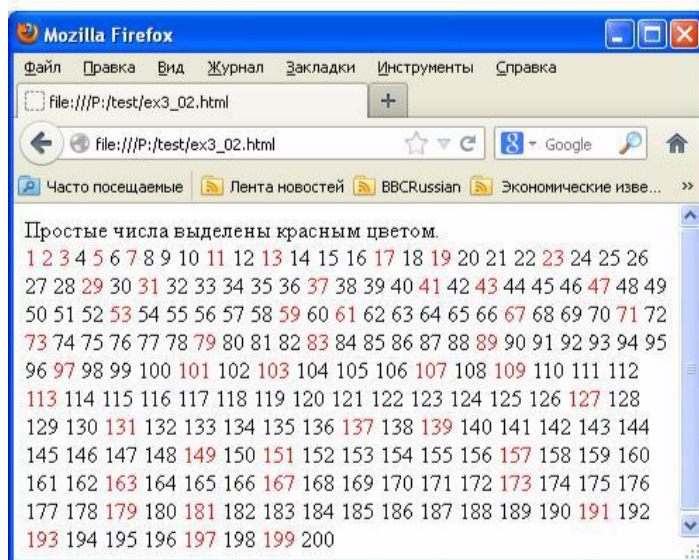 Mozilla Firefox
Файл Правка Вид Журнал Закладки Инструменты Справка
file:///P:/test/ex3_02.html +
file:///P:/test/ex3_02.html 8 Google
Часто посещаемые Лента новостей BBCRussian Экономические изве... »
Простые числа выделены красным цветом.
1 2 3 4 5 6 7 8 9 10 11 12 13 14 15 16 17 18 19 20 21 22 23 24 25 26
27 28 29 30 31 32 33 34 35 36 37 38 39 40 41 42 43 44 45 46 47 48 49
50 51 52 53 54 55 56 57 58 59 60 61 62 63 64 65 66 67 68 69 70 71 72
73 74 75 76 77 78 79 80 81 82 83 84 85 86 87 88 89 90 91 92 93 94 95
96 97 98 99 100 101 102 103 104 105 106 107 108 109 110 111 112
113 114 115 116 117 118 119 120 121 122 123 124 125 126 127 128
129 130 131 132 133 134 135 136 137 138 139 140 141 142 143 144
145 146 147 148 149 150 151 152 153 154 155 156 157 158 159 160
161 162 163 164 165 166 167 168 169 170 171 172 173 174 175 176
177 178 179 180 181 182 183 184 185 186 187 188 189 190 191 192
193 194 195 196 197 198 199 200